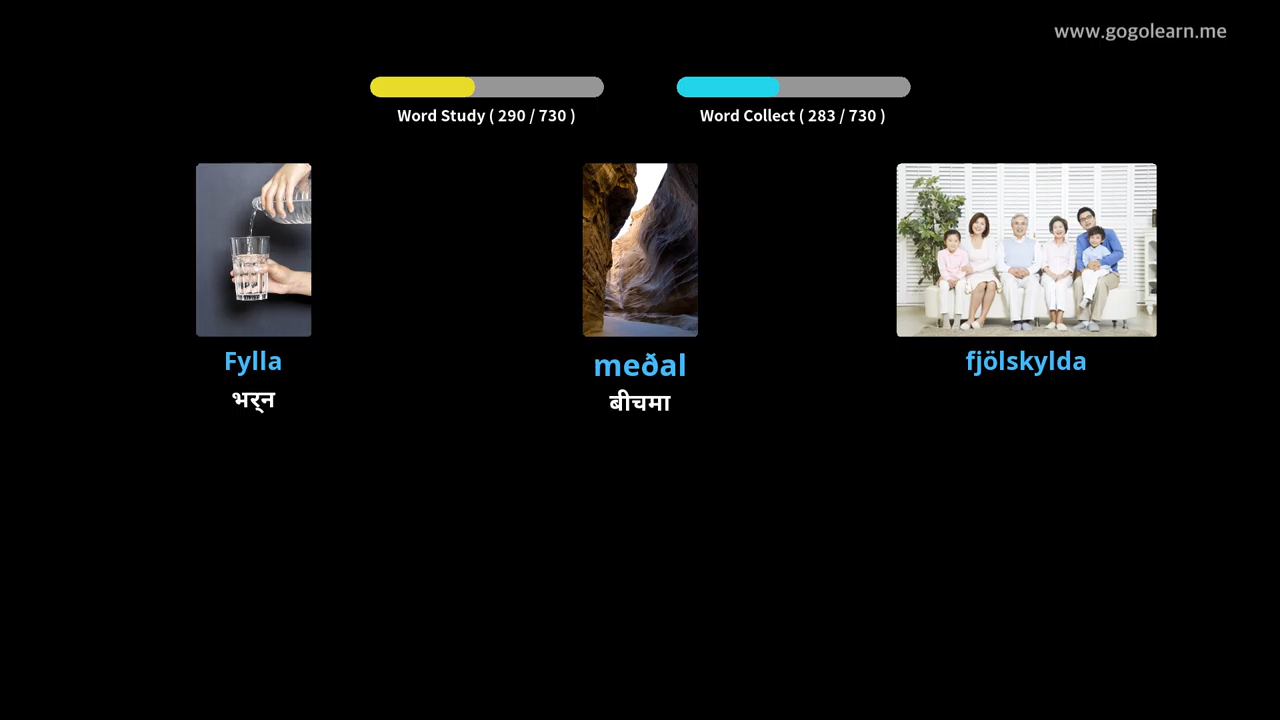 www.gogolearn.me
Word Study ( 290 / 730 )
Word Collect ( 283 / 730 )
Fylla
meðal
fjölskylda
भर्न
बीचमा